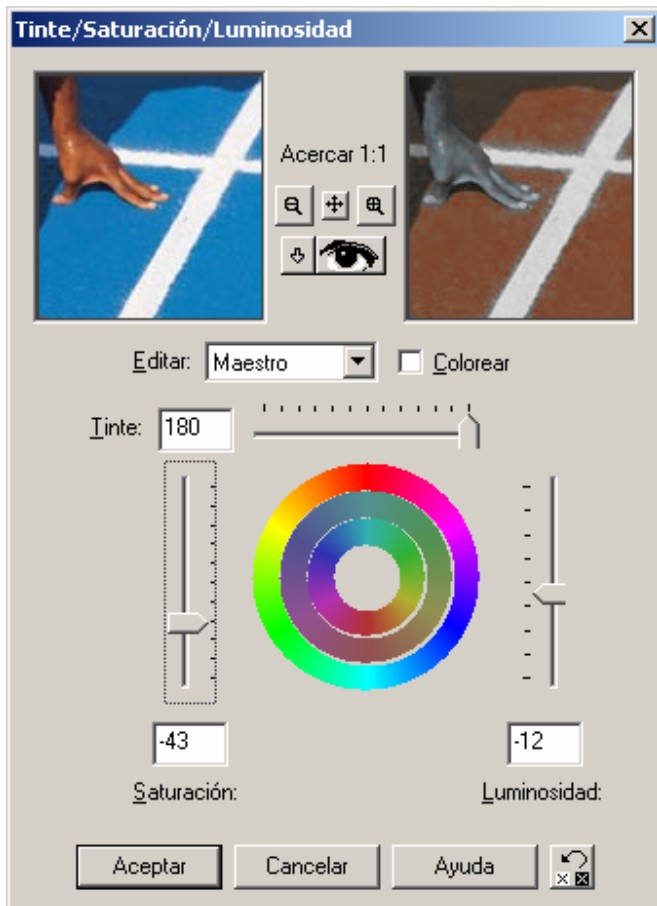 Tinte/Saturación/Luminosidad
Acercar 1:1
Editar: Maestro Colorear
Tinte: 180
-43 -12
Saturación: Luminosidad:
Aceptar Cancelar Ayuda